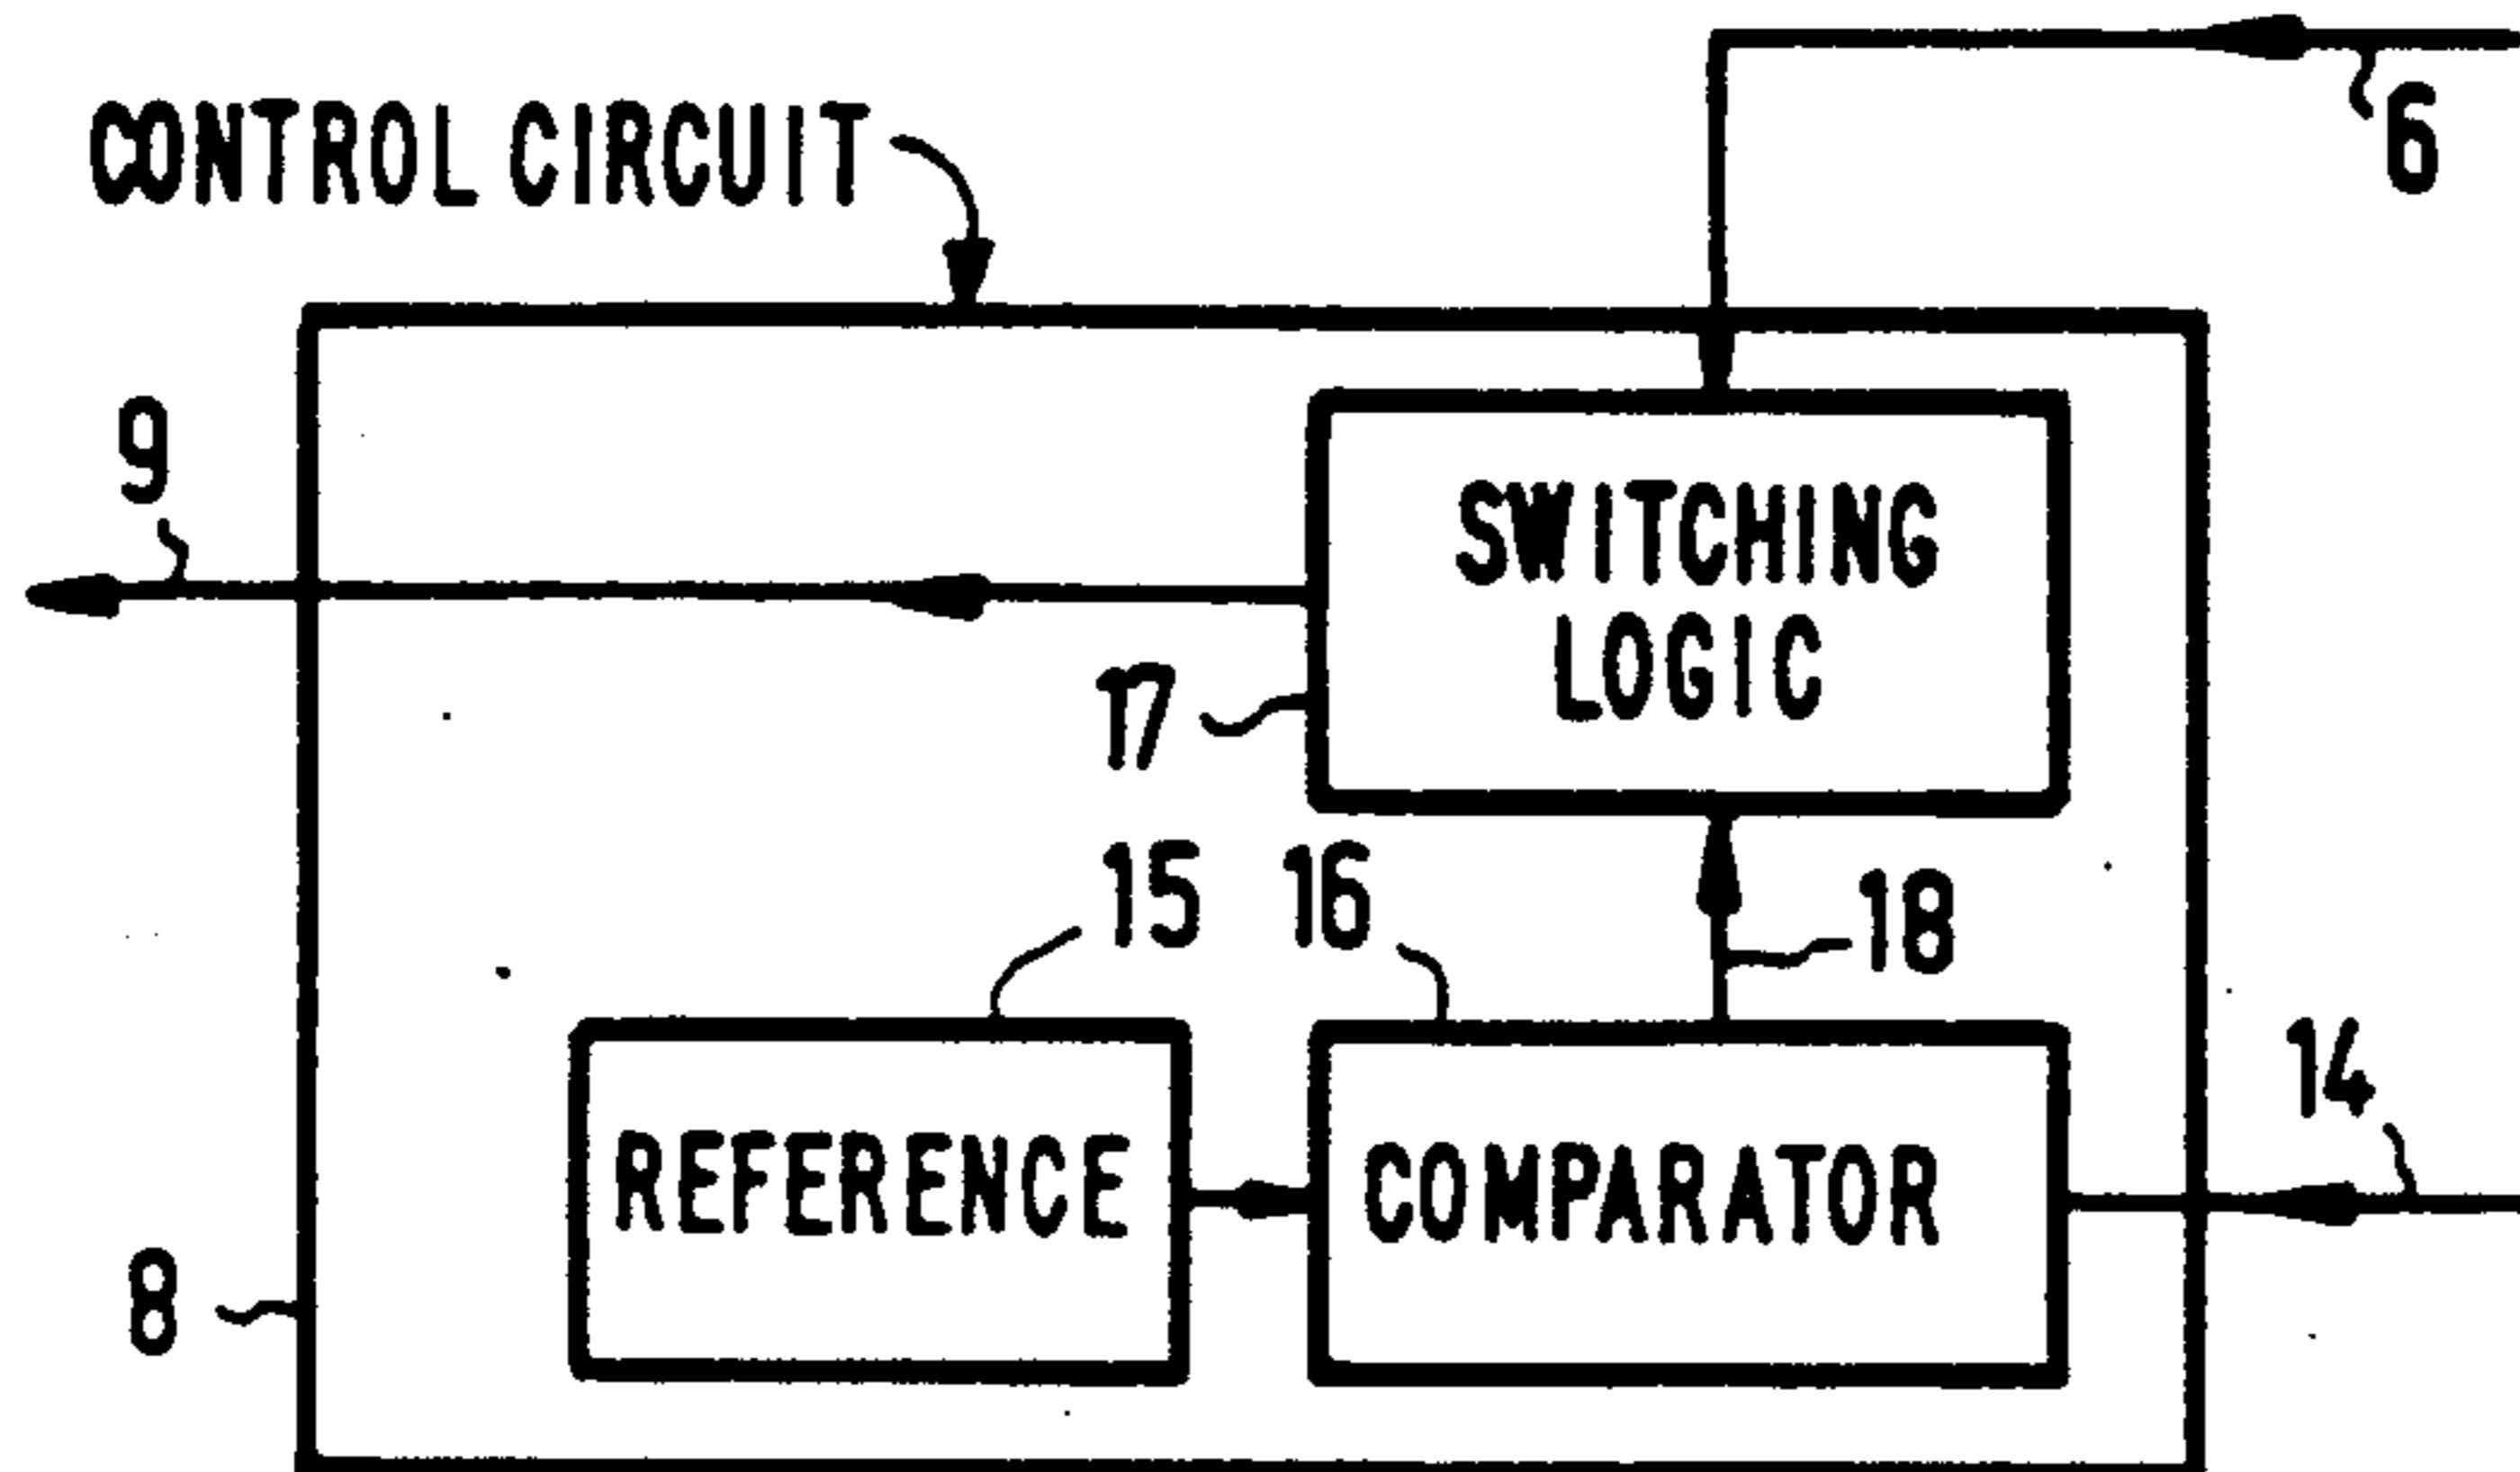 CONTROL CIRCUIT
6
9
SWITCHING
LOGIC
17
15
16
18
14
REFERENCE
COMPARATOR
8